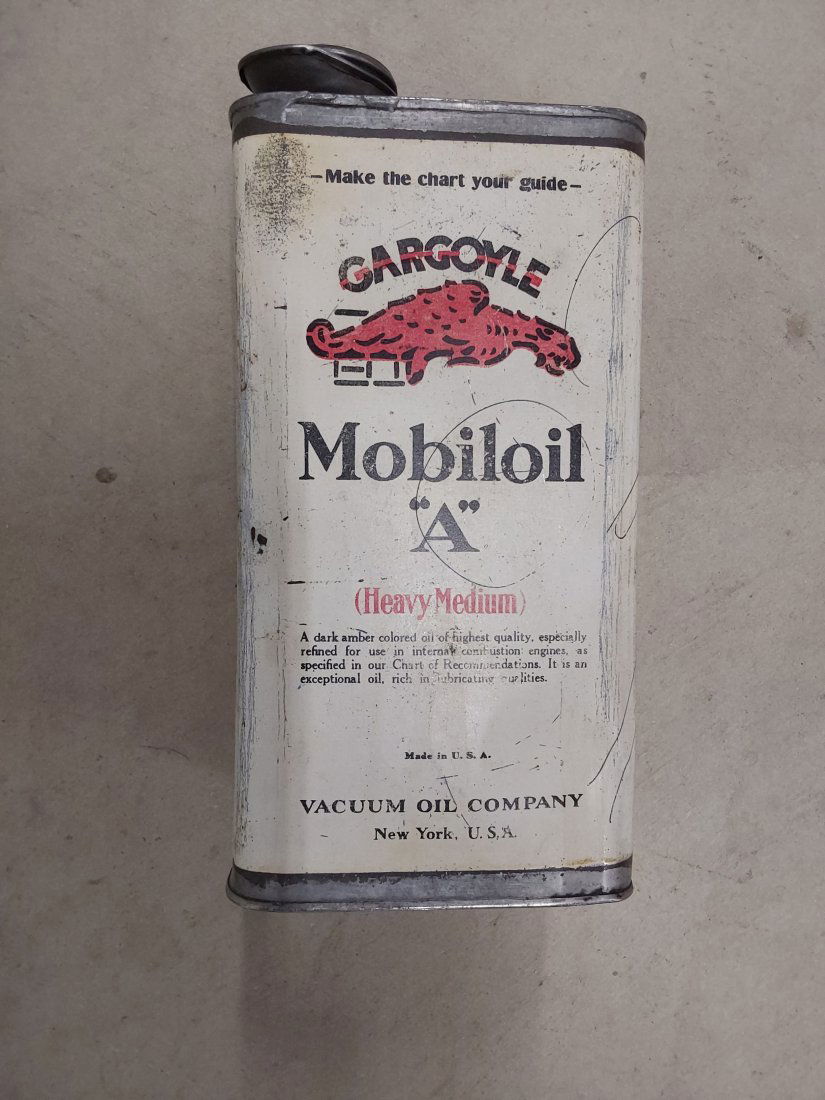 -Make the chart your guide-
GARGOYLE
Mobiloil
"A"
(Heavy Medium)
A dark amber colored oil of highest quality, especially
refined for use in internal combustion engines, as
specified in our Chart of Recommendations. It is an
exceptional oil, rich in lubricating qualities.
Made in U. S. A.
VACUUM OIL COMPANY
New York, U. S. A.